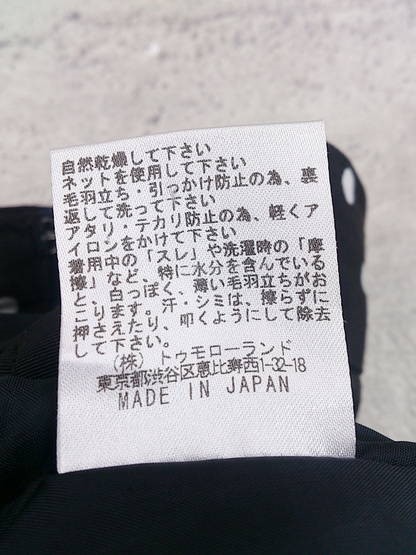 自然乾燥して下さい
ネットを使用して下さい
毛羽立ち・引っかけ防止の為、裏
返して洗って下さい
アタリ・テカリ防止の為、軽くア
イロンをかけて下さい
着用中の「スレ」や洗濯時の「摩
擦」など、特に水分を含んでいる
と、白っぽく、薄い毛羽立ちがお
こります。汗・シミは、擦らずに
押さえたり、叩くようにして除去
して下さい。
(株) トゥモローランド
東京都渋谷区恵比寿西1-32-18
MADE IN JAPAN